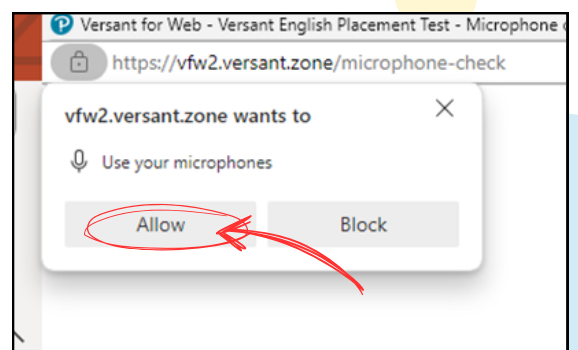 Versant for Web - Versant English Placement Test - Microphone
https://vfw2.versant.zone/microphone-check
vfw2.versant.zone wants to
Use your microphones
Allow
Block